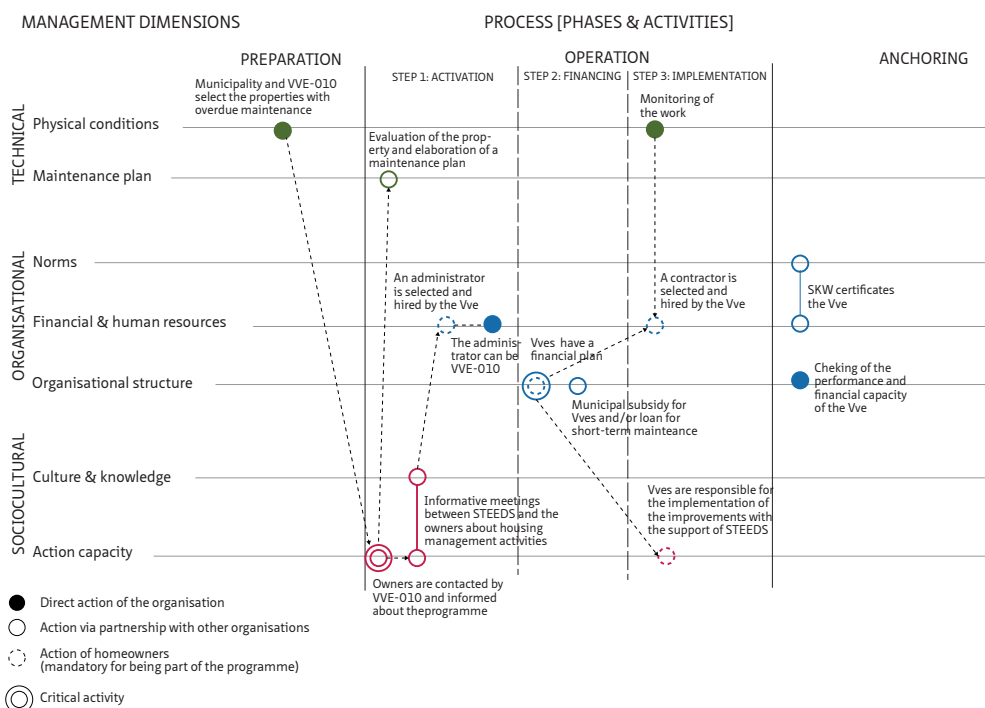 MANAGEMENT DIMENSIONS
PROCESS [PHASES & ACTIVITIES]
PREPARATION
OPERATION
ANCHORING
STEP 1: ACTIVATION
STEP 2: FINANCING
STEP 3: IMPLEMENTATION
TECHNICAL
Physical conditions
Maintenance plan
Municipality and VVE-010
select the properties with
overdue maintenance
Evaluation of the prop-
erty and elaboration of a
maintenance plan
Monitoring of
the work
ORGANISATIONAL
Norms
Financial & human resources
Organisational structure
An administrator
is selected and
hired by the Vve
The adminis-
trator can be
VVE-010
Vves have a
financial plan
A contractor is
selected and
hired by the Vve
Municipal subsidy for
Vves and/or loan for
short-term mainteance
SKW certificates
the Vve
Cheking of the
performance and
financial capacity
of the Vve
SOCIOCULTURAL
Culture & knowledge
Action capacity
Informative meetings
between STEEDS and the
owners about housing
management activities
Owners are contacted by
VVE-010 and informed
about theprogramme
Vves are responsible for
the implementation of
the improvements with
the support of STEEDS
Direct action of the organisation
Action via partnership with other organisations
Action of homeowners
(mandatory for being part of the programme)
Critical activity